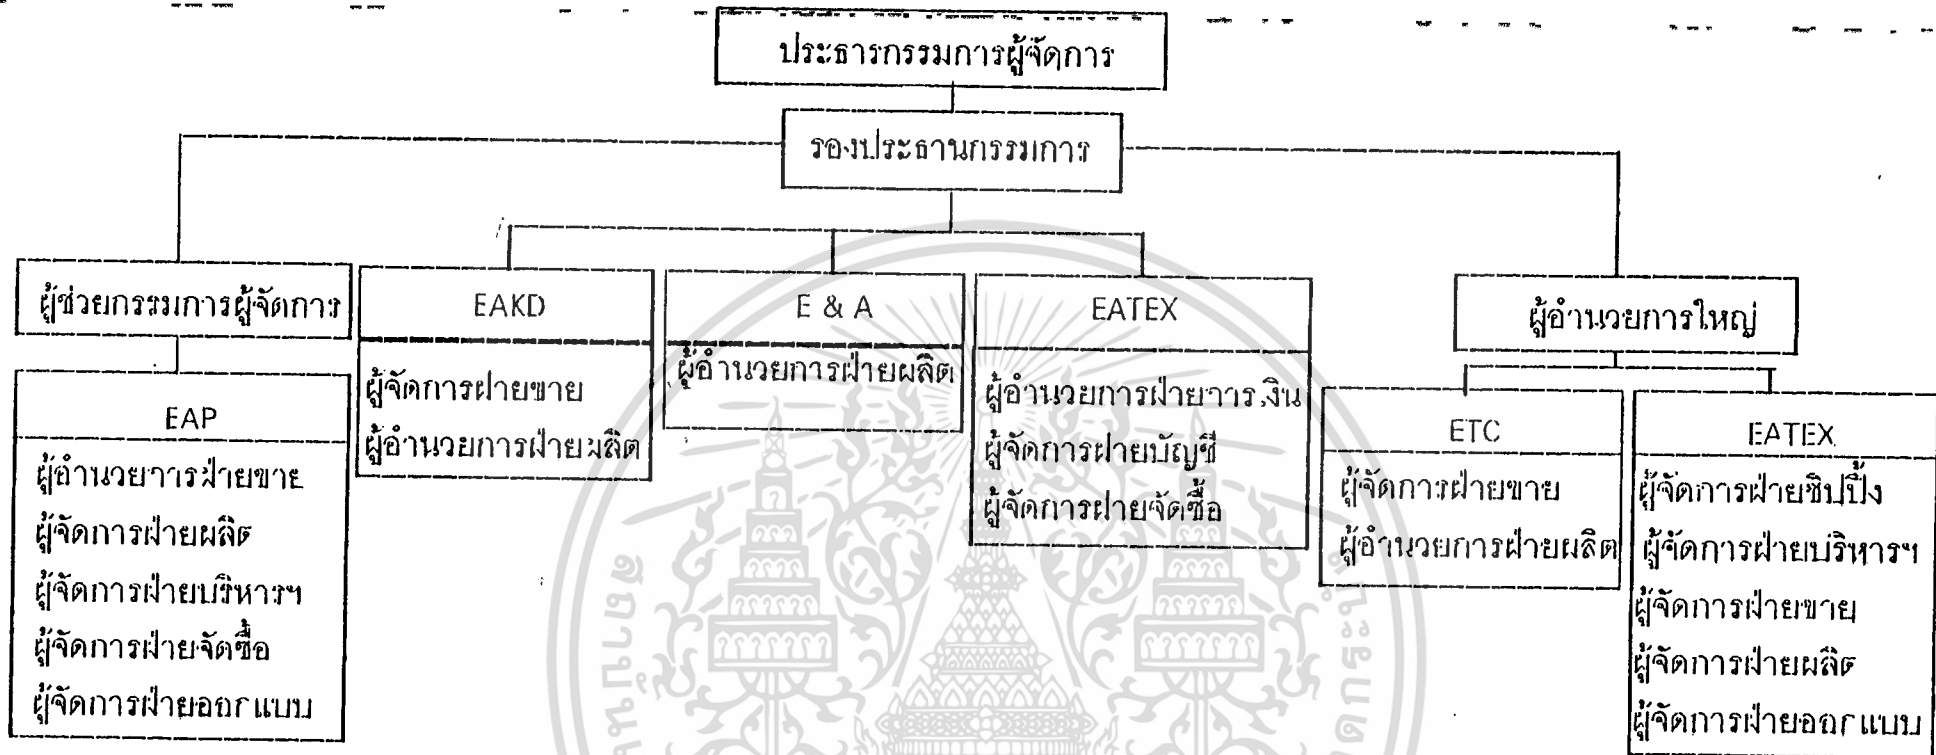 ประธารกรรมการผู้จัดการ
รองประธานกรรมการ
ผู้ช่วยกรรมการผู้จัดการ
EAP
ผู้อำนวยการฝ่ายขาย
ผู้จัดการฝ่ายผลิต
ผู้จัดการฝ่ายบริหารฯ
ผู้จัดการฝ่ายจัดซื้อ
ผู้จัดการฝ่ายออกแบบ
EAKD
ผู้จัดการฝ่ายขาย
ผู้อำนวยการฝ่ายผลิต
E & A
ผู้อำนวยการฝ่ายผลิต
EATEX
ผู้อำนวยการฝ่ายการเงิน
ผู้จัดการฝ่ายบัญชี
ผู้จัดการฝ่ายจัดซื้อ
ผู้อำนวยการใหญ่
ETC
ผู้จัดการฝ่ายขาย
ผู้อำนวยการฝ่ายผลิต
EATEX
ผู้จัดการฝ่ายชิปปิ้ง
ผู้จัดการฝ่ายบริหารฯ
ผู้จัดการฝ่ายขาย
ผู้จัดการฝ่ายผลิต
ผู้จัดการฝ่ายออกแบบ